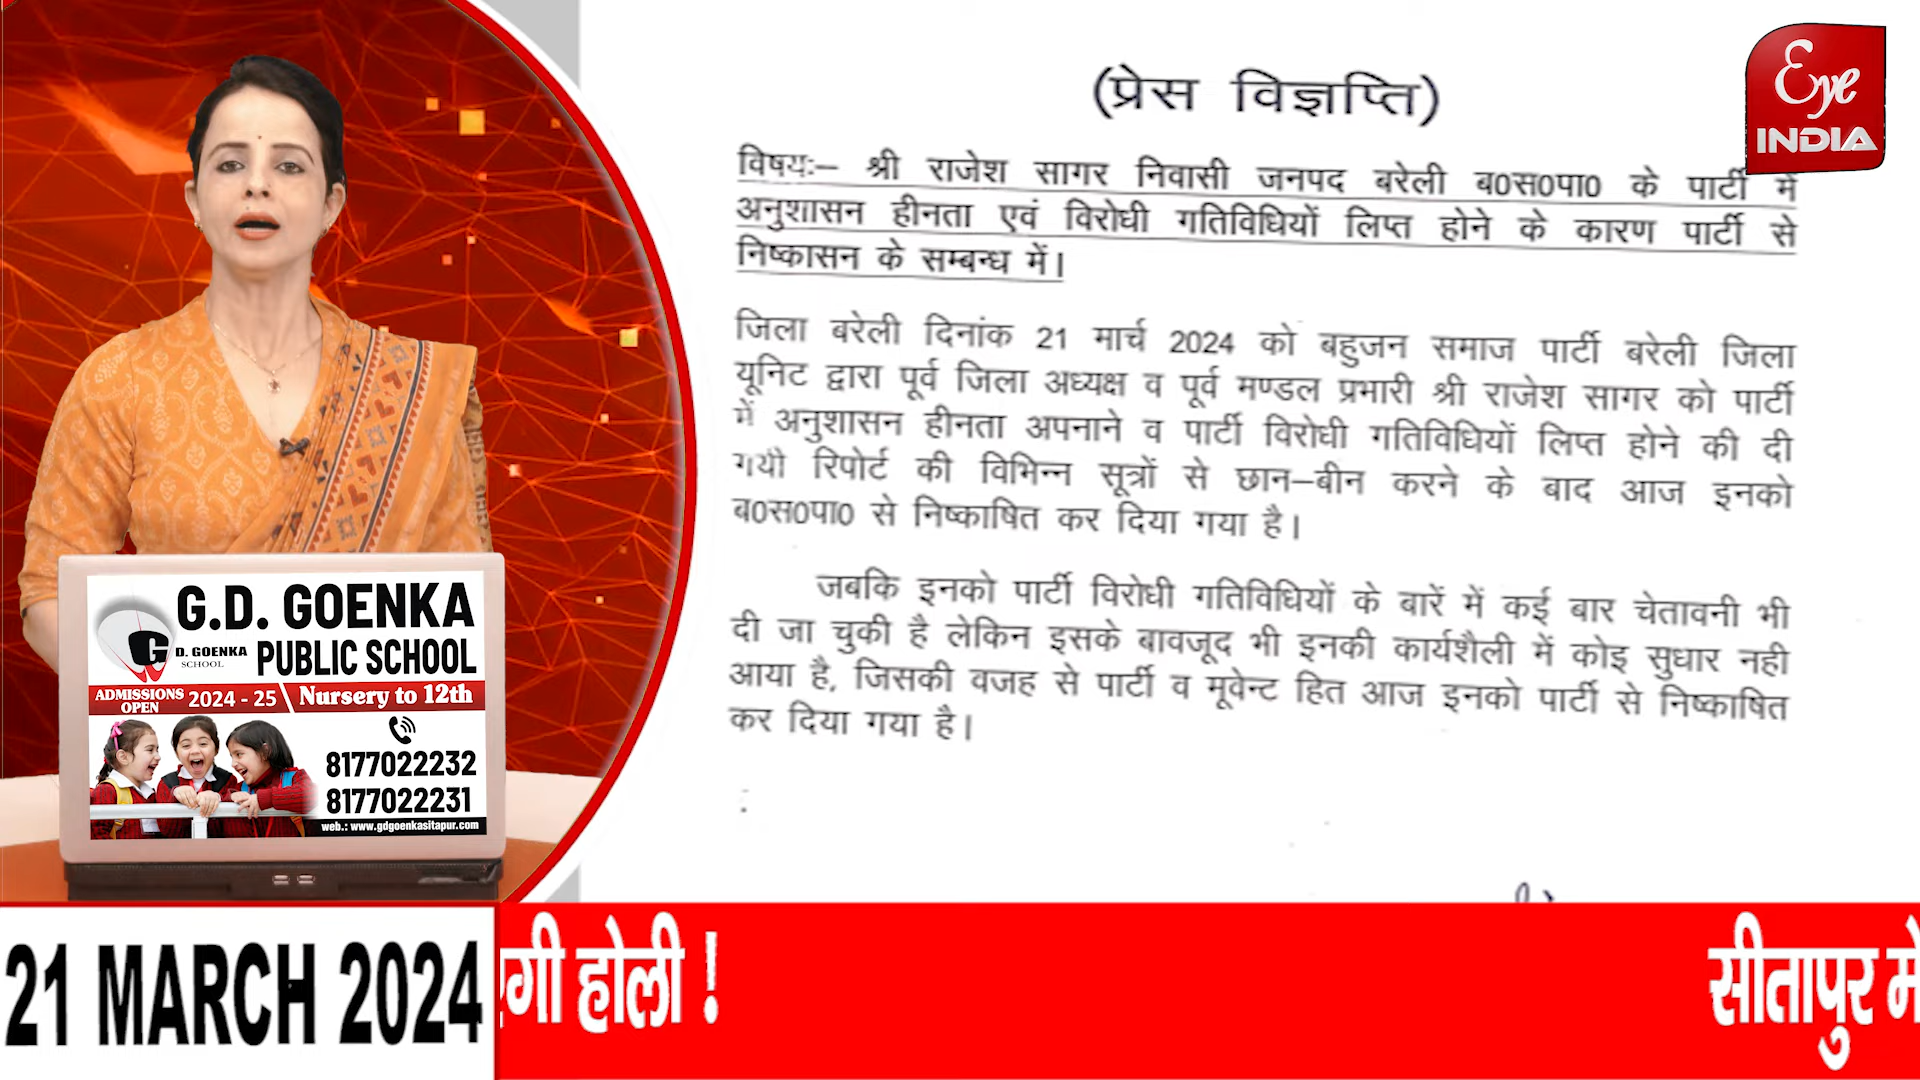 (प्रेस विज्ञप्ति)
Eye
INDIA
विषयः– श्री राजेश सागर निवासी जनपद बरेली ब0स0पा0 के पार्टी में
अनुशासन हीनता एवं विरोधी गतिविधियों लिप्त होने के कारण पार्टी से
निष्कासन के सम्बन्ध में।
जिला बरेली दिनांक 21 मार्च 2024 को बहुजन समाज पार्टी बरेली जिला
यूनिट द्वारा पूर्व जिला अध्यक्ष व पूर्व मण्डल प्रभारी श्री राजेश सागर को पार्टी
में अनुशासन हीनता अपनाने व पार्टी विरोधी गतिविधियों लिप्त होने की दी
गयी रिपोर्ट की विभिन्न सूत्रों से छान–बीन करने के बाद आज इनको
ब0स0पा0 से निष्काषित कर दिया गया है।
जबकि इनको पार्टी विरोधी गतिविधियों के बारें में कई बार चेतावनी भी
दी जा चुकी है लेकिन इसके बावजूद भी इनकी कार्यशैली में कोइ सुधार नही
आया है, जिसकी वजह से पार्टी व मूवेन्ट हित आज इनको पार्टी से निष्काषित
कर दिया गया है।
G.D. GOENKA
PUBLIC SCHOOL
G D. GOENKA
SCHOOL
ADMISSIONS OPEN 2024 - 25 Nursery to 12th
8177022232
8177022231
web.: www.gdgoenkasitapur.com
21 MARCH 2024
गी होली !
सीतापुर में